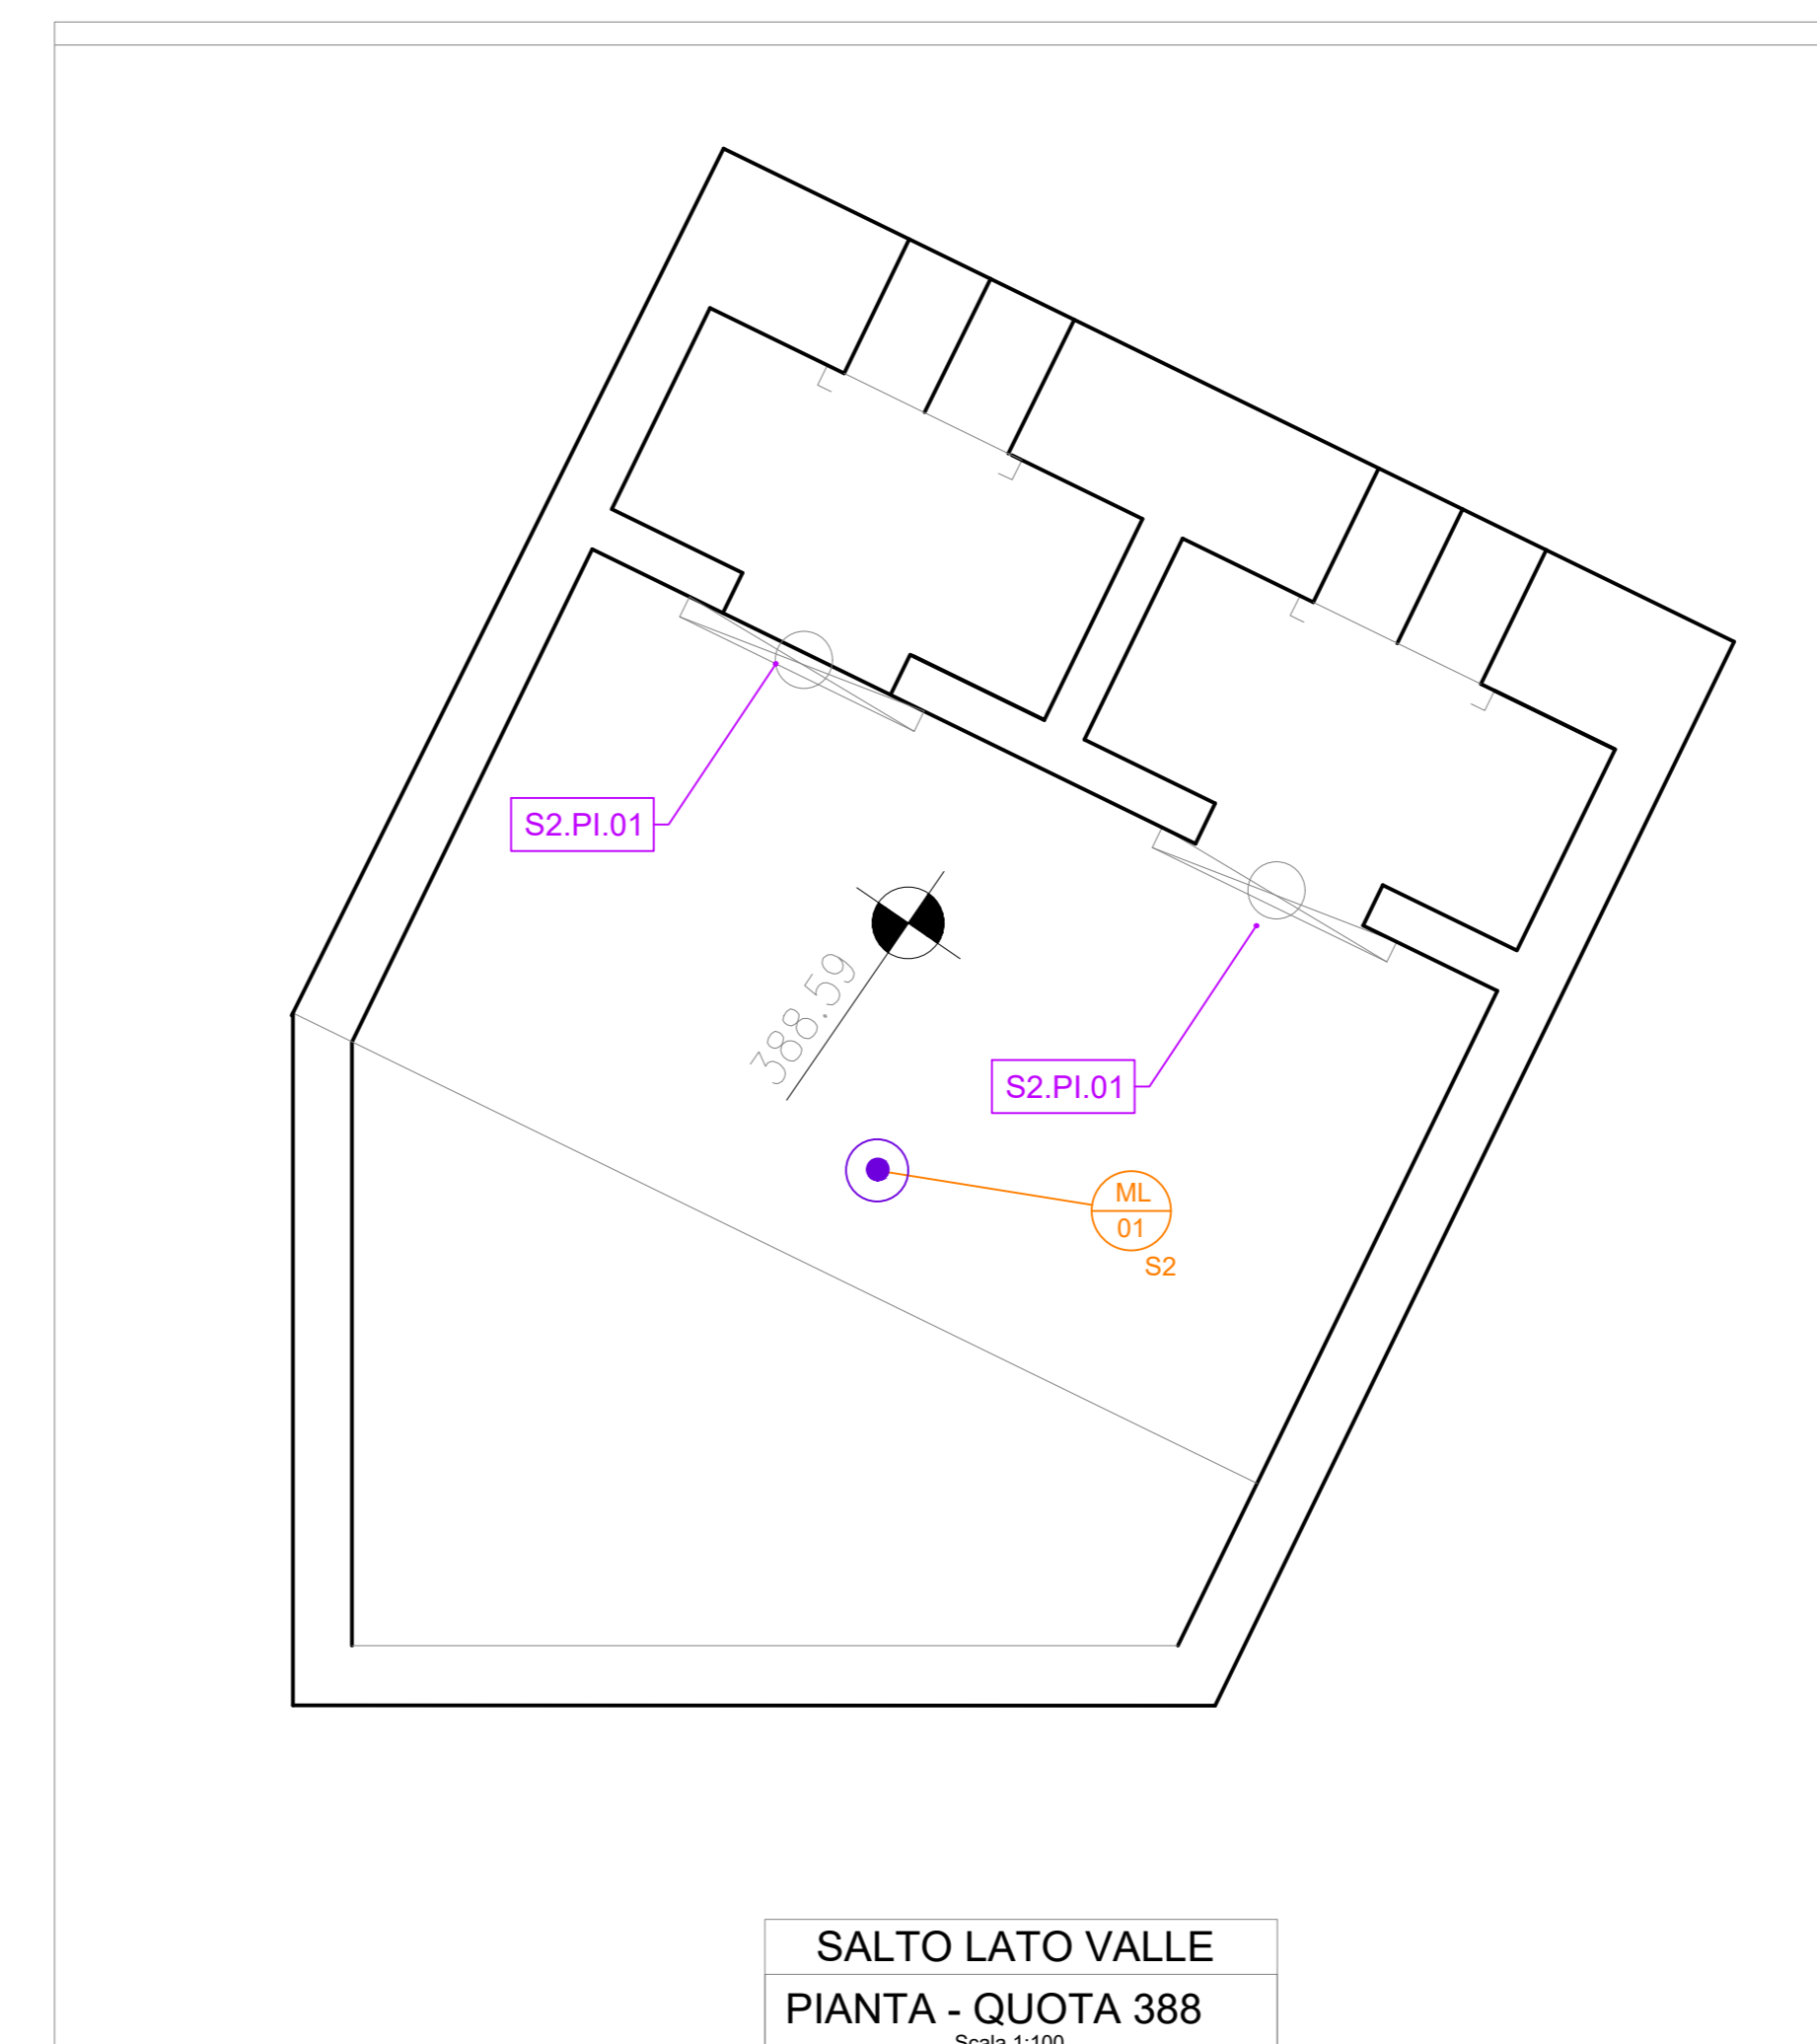 S2.PI.01
388.59
S2.PI.01
ML
01
S2
SALTO LATO VALLE
PIANTA - QUOTA 388
Scala 1:100